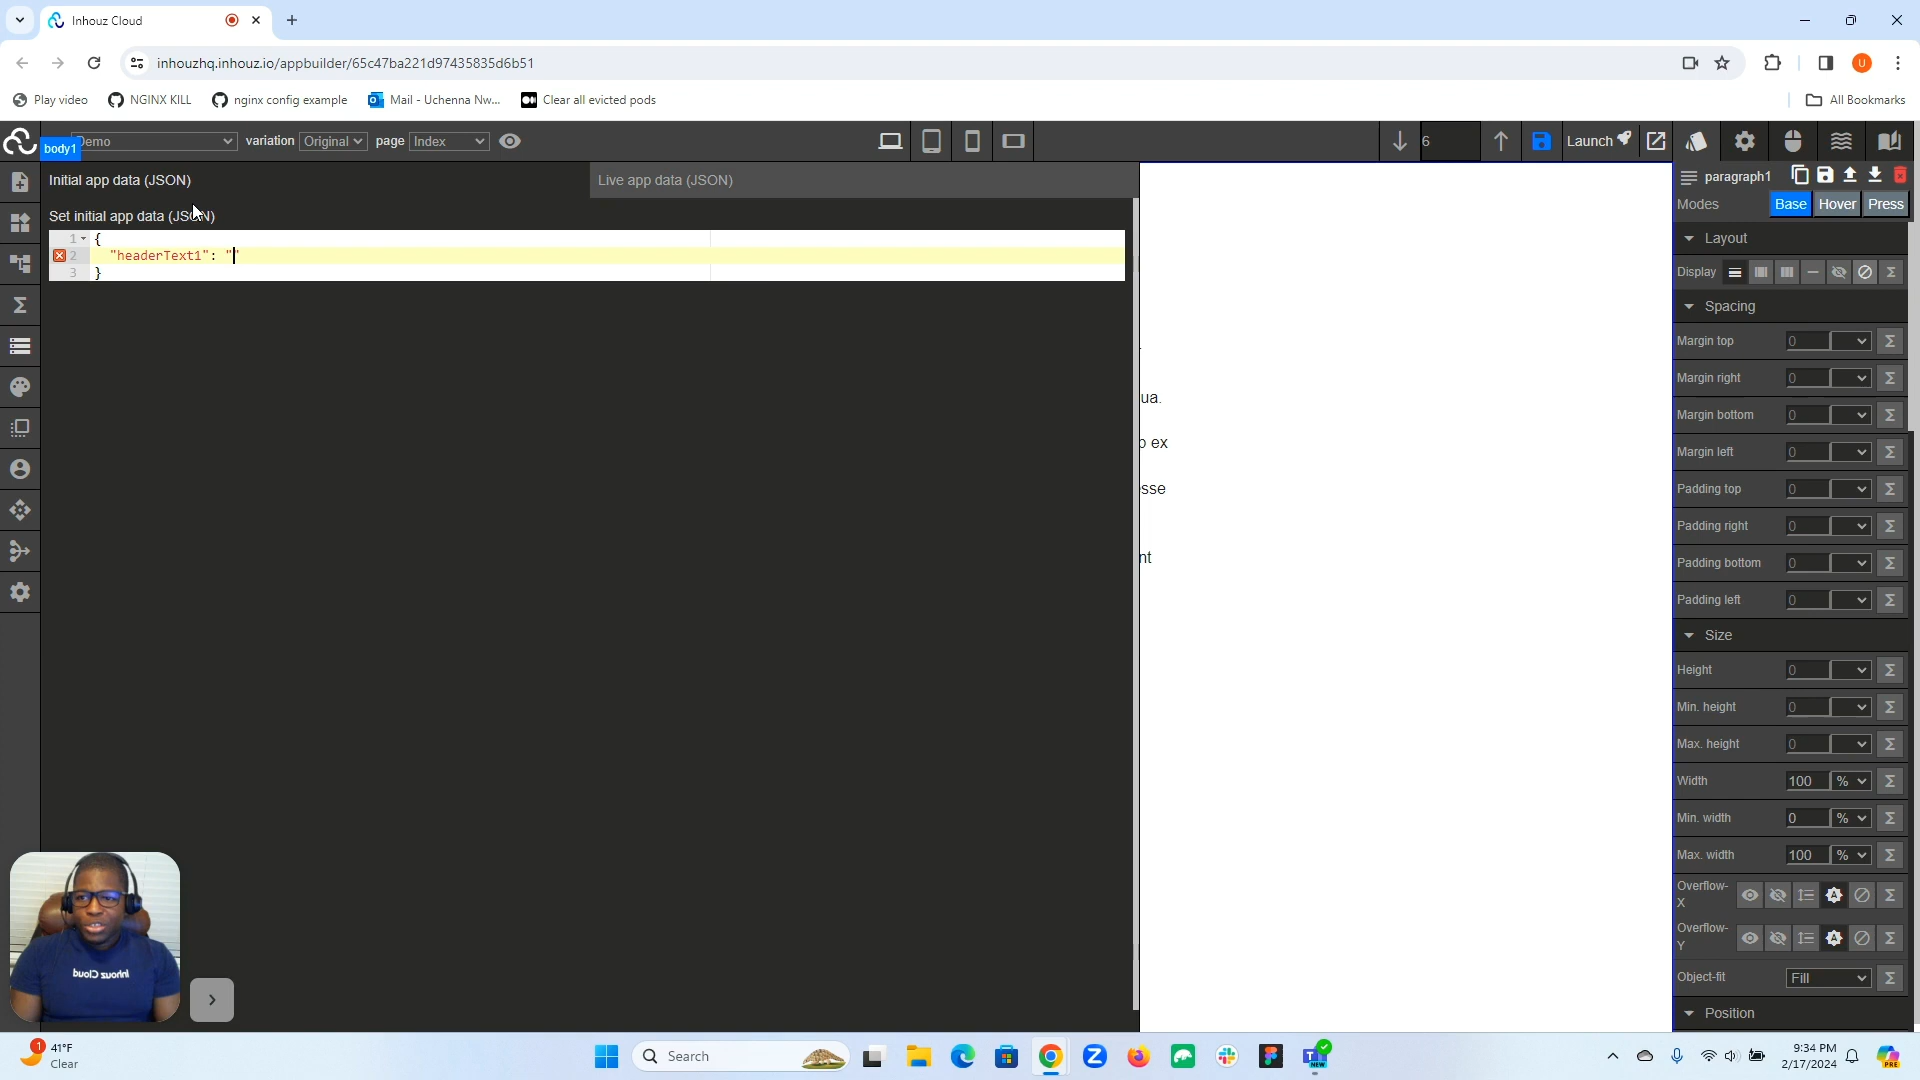 Inhouz Cloud
inhouzhq.inhouz.io/appbuilder/65c47ba221d97435835d6b51
U
Play video
NGINX KILL
nginx config example
Mail - Uchenna Nw...
Clear all evicted pods
All Bookmarks
body1
Demo
variation
Original
page
Index
6
Launch
Initial app data (JSON)
Live app data (JSON)
Set initial app data (JSON)
1 {
2 "headerText1": ""
3 }
ua.
ex
sse
nt
paragraph1
Modes
Base
Hover
Press
Layout
Display
Spacing
Margin top 0
Margin right 0
Margin bottom 0
Margin left 0
Padding top 0
Padding right 0
Padding bottom 0
Padding left 0
Size
Height 0
Min. height 0
Max. height 0
Width 100 %
Min. width 0 %
Max. width 100 %
Overflow-
X
Overflow-
Y
Object-fit Fill
Position
Inhouz Cloud
1
41°F
Clear
Search
NEW
PRE
9:34 PM
2/17/2024